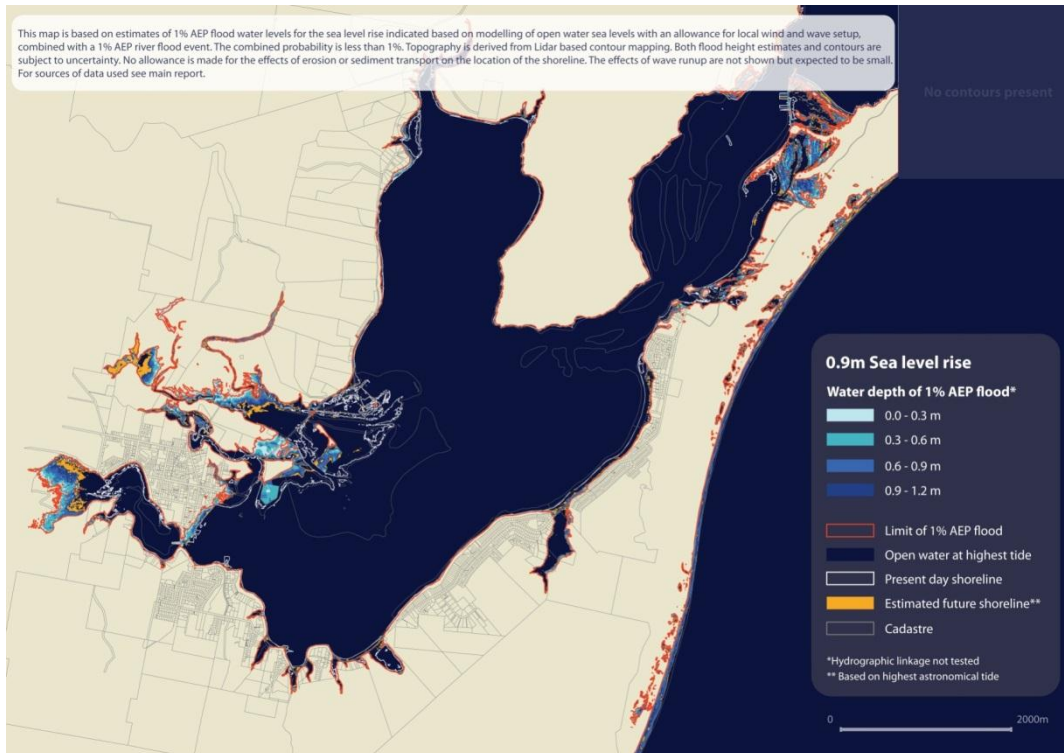 This map is based on estimates of 1% AEP flood water levels for the sea level rise indicated based on modelling of open water sea levels with an allowance for local wind and wave setup,
combined with a 1% AEP river flood event. The combined probability is less than 1%. Topography is derived from Lidar based contour mapping. Both flood height estimates and contours are
subject to uncertainty. No allowance is made for the effects of erosion or sediment transport on the location of the shoreline. The effects of wave runup are not shown but expected to be small.
For sources of data used see main report.
No contours present
0.9m Sea level rise
Water depth of 1% AEP flood*
0.0 - 0.3 m
0.3 - 0.6 m
0.6 - 0.9 m
0.9 - 1.2 m
Limit of 1% AEP flood
Open water at highest tide
Present day shoreline
Estimated future shoreline**
Cadastre
*Hydrographic linkage not tested
** Based on highest astronomical tide
0 2000m